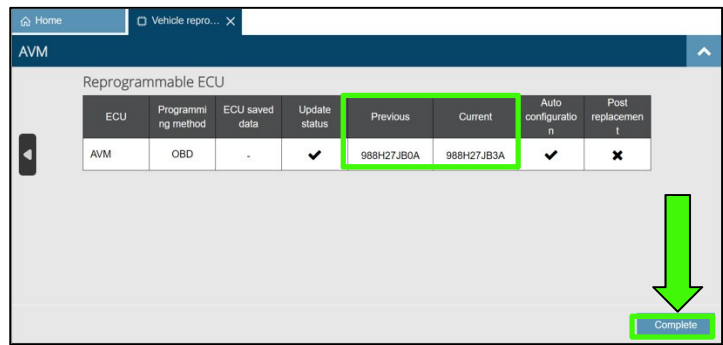 Home
Vehicle repro...
AVM
Reprogrammable ECU
ECU
Programmi
ng method
ECU saved
data
Update
status
Previous
Current
Auto
configuratio
n
Post
replacemen
t
AVM
OBD
-
988H27JB0A
988H27JB3A
Complete